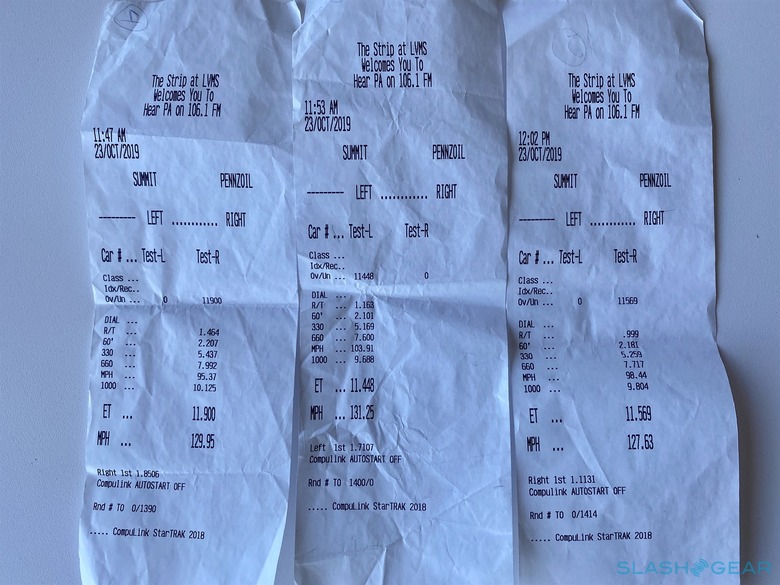 The Strip at LVMS
Welcomes You To
Hear PA on 106.1 FM
11:47 AM
23/OCT/2019
SUMMIT PENNZOIL
--------- LEFT ............ RIGHT
Car # ... Test-L Test-R
Class ...
Idx/Rec..
Ov/Un ... 0 11900
DIAL ...
R/T ... 1.464
60' ... 2.207
330 ... 5.437
660 ... 7.992
MPH ... 95.37
1000 ... 10.125
ET ... 11.900
MPH ... 129.95
Right 1st 1.8506
Compulink AUTOSTART OFF
Rnd # TO 0/1390
..... CompuLink StarTRAK 2018
The Strip at LVMS
Welcomes You To
Hear PA on 106.1 FM
11:53 AM
23/OCT/2019
SUMMIT PENNZOIL
--------- LEFT ............ RIGHT
Car # ... Test-L Test-R
Class ...
Idx/Rec..
Ov/Un ... 11448 0
DIAL ...
R/T ... 1.163
60' ... 2.101
330 ... 5.169
660 ... 7.600
MPH ... 103.91
1000 ... 9.688
ET ... 11.448
MPH ... 131.25
Left 1st 1.7107
Compulink AUTOSTART OFF
Rnd # TO 1400/0
..... CompuLink StarTRAK 2018
The Strip at LVMS
Welcomes You To
Hear PA on 106.1 FM
12:02 PM
23/OCT/2019
SUMMIT PENNZOIL
--------- LEFT ............ RIGHT
Car # ... Test-L Test-R
Class ...
Idx/Rec..
Ov/Un ... 0 11569
DIAL ...
R/T ... .999
60' ... 2.181
330 ... 5.259
660 ... 7.717
MPH ... 98.44
1000 ... 9.804
ET ... 11.569
MPH ... 127.63
Right 1st 1.1131
Compulink AUTOSTART OFF
Rnd # TO 0/1414
..... CompuLink StarTRAK 2018
SLASHGEAR